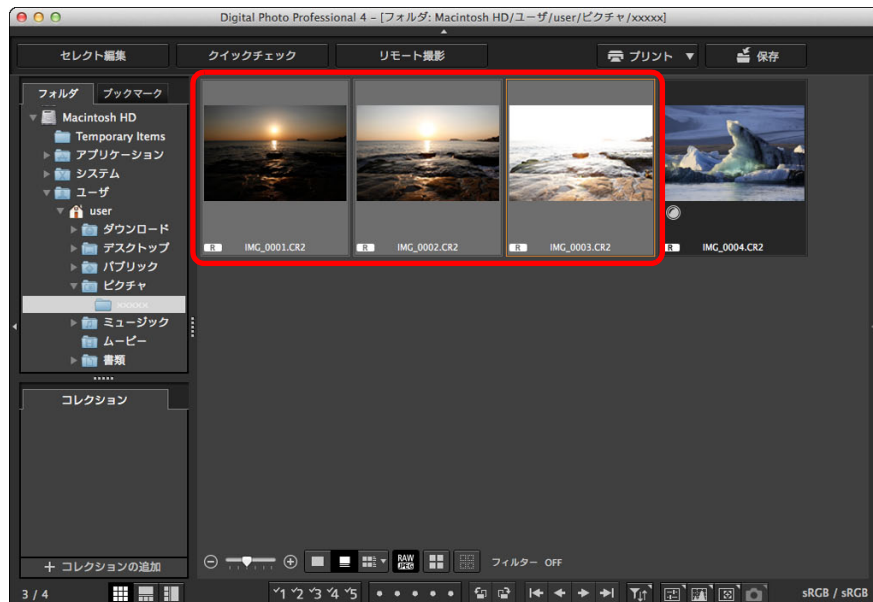 Digital Photo Professional 4 – [フォルダ: Macintosh HD/ユーザ/user/ピクチャ/xxxxx]
セレクト編集 クイックチェック リモート撮影 プリント ▼ 保存
フォルダ ブックマーク
Macintosh HD
Temporary Items
アプリケーション
システム
ユーザ
user
ダウンロード
デスクトップ
パブリック
ピクチャ
xxxxx
ミュージック
ムービー
書類
R IMG_0001.CR2
R IMG_0002.CR2
R IMG_0003.CR2
R IMG_0004.CR2
コレクション
+ コレクションの追加
RAW
JPEG
フィルター OFF
3 / 4
1 2 3 4 5
sRGB / sRGB